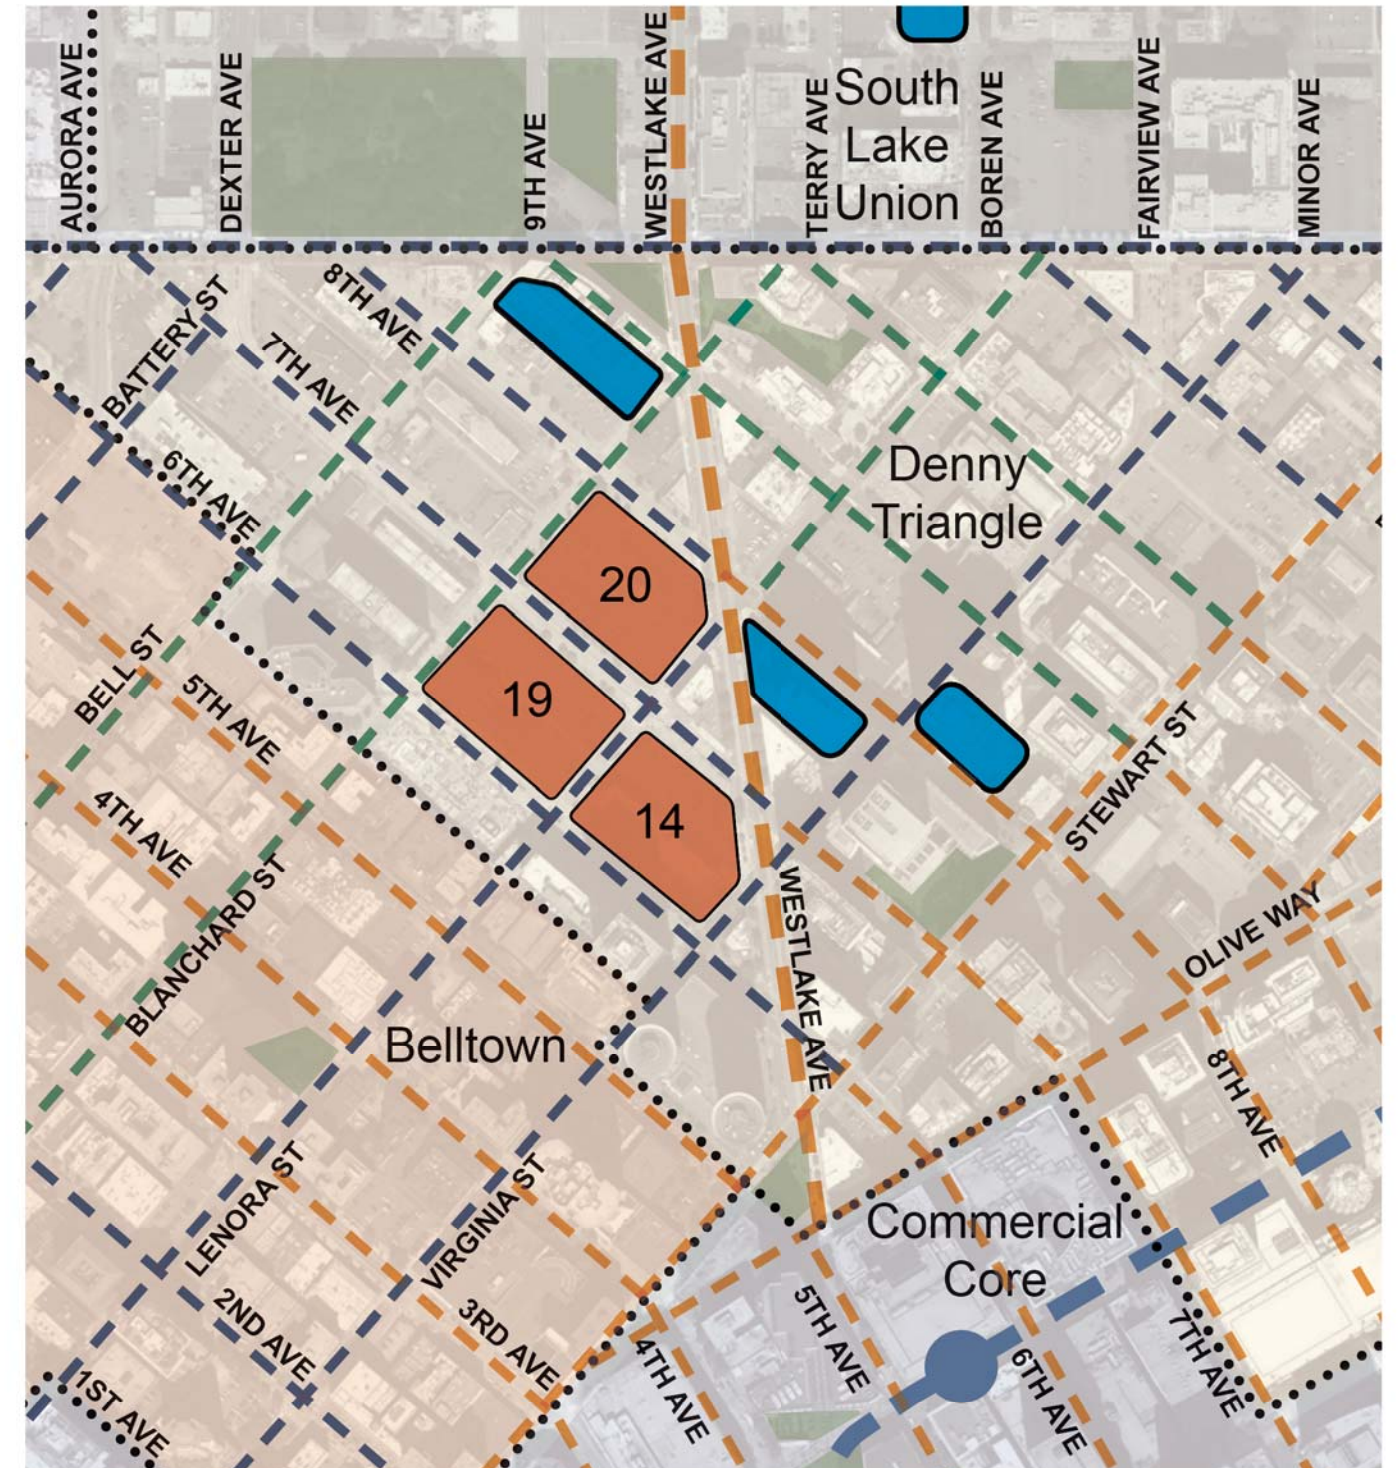 AURORA AVE
DEXTER AVE
9TH AVE
WESTLAKE AVE
TERRY AVE
South
Lake
Union
BOREN AVE
FAIRVIEW AVE
MINOR AVE
BATTERY ST
8TH AVE
7TH AVE
6TH AVE
Denny
Triangle
20
19
14
BELL ST
5TH AVE
4TH AVE
BLANCHARD ST
STEWART ST
WESTLAKE AVE
OLIVE WAY
Belltown
8TH AVE
LENORA ST
VIRGINIA ST
Commercial
Core
2ND AVE
3RD AVE
1ST AVE
4TH AVE
5TH AVE
6TH AVE
7TH AVE